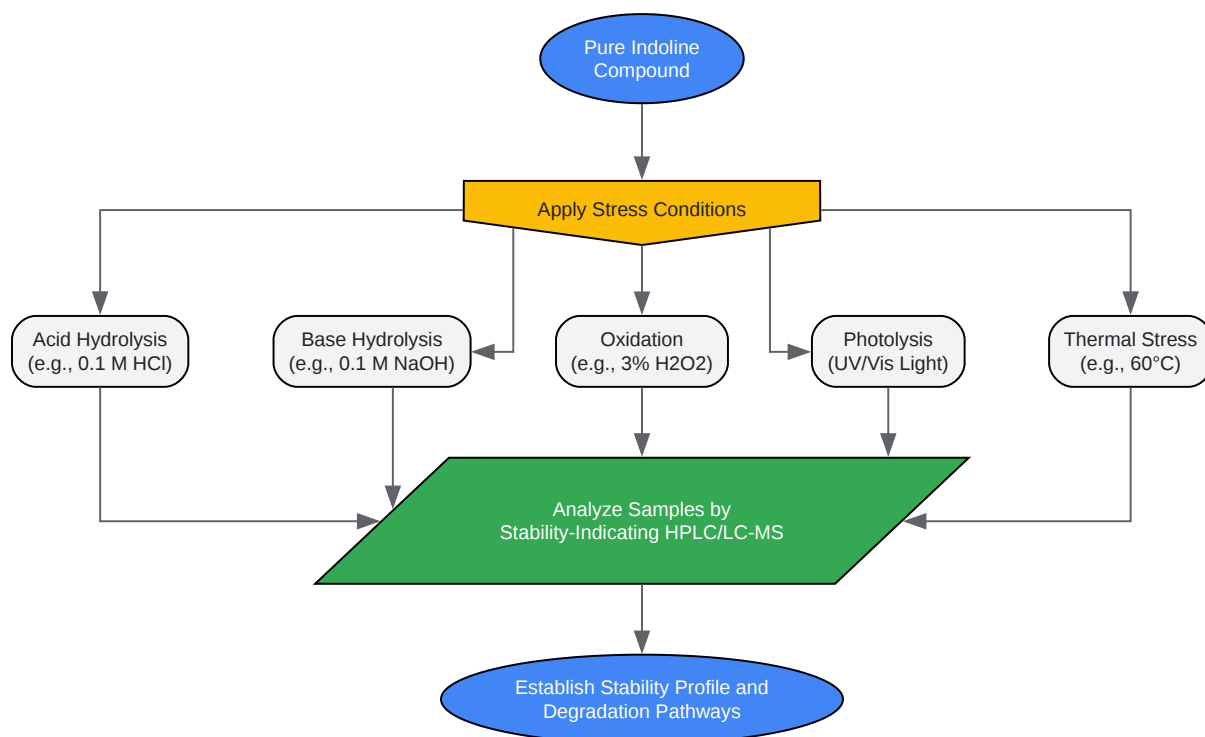 Pure Indoline
Compound
Apply Stress Conditions
Acid Hydrolysis
(e.g., 0.1 M HCl)
Base Hydrolysis
(e.g., 0.1 M NaOH)
Oxidation
(e.g., 3% H2O2)
Photolysis
(UV/Vis Light)
Thermal Stress
(e.g., 60°C)
Analyze Samples by
Stability-Indicating HPLC/LC-MS
Establish Stability Profile and
Degradation Pathways